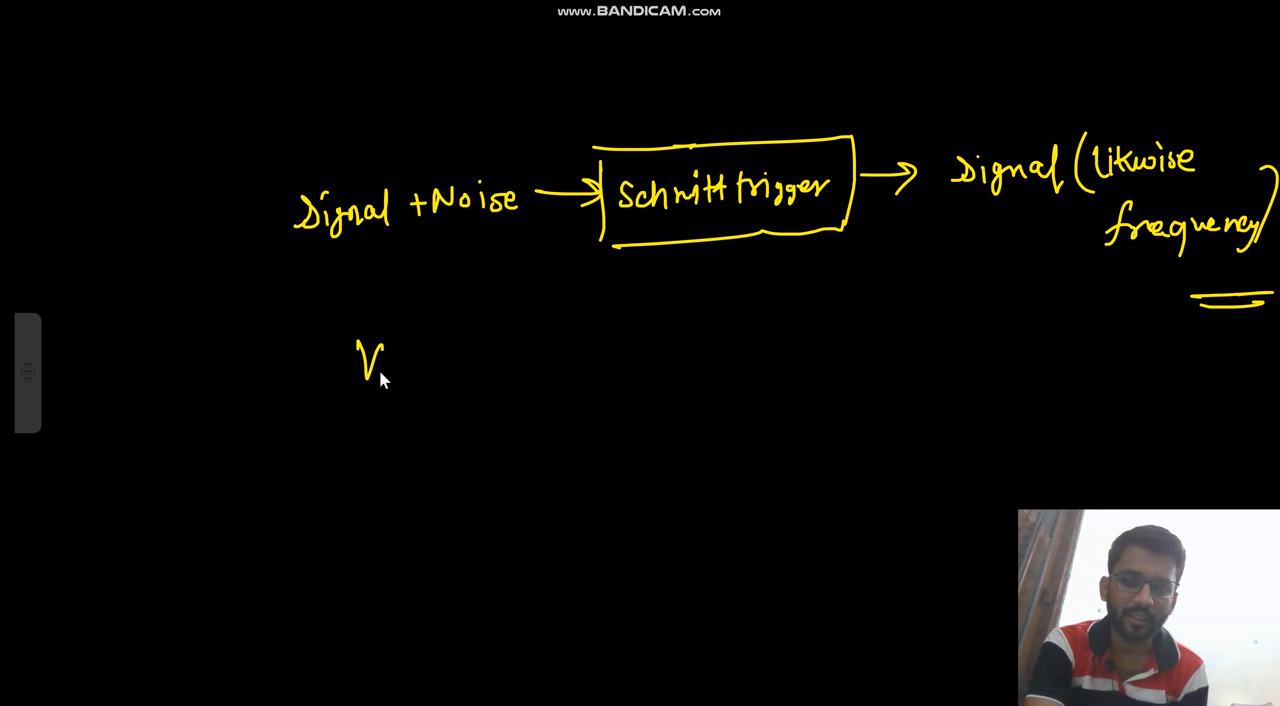 www.BANDICAM.com
Signal + Noise → Schmitt trigger → Signal (likwise
frequency)
V